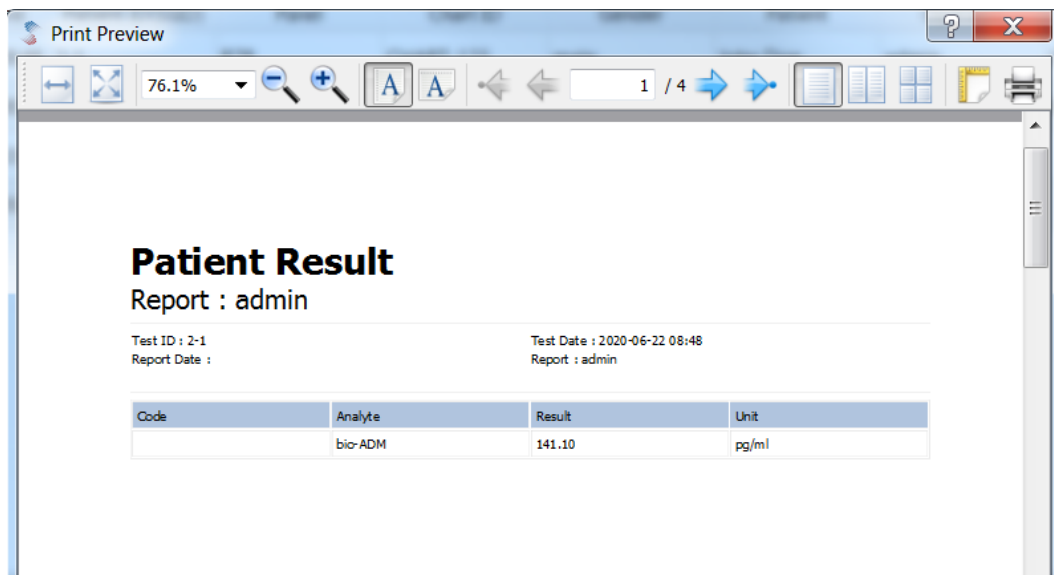 Print Preview
76.1% 1 / 4
Patient Result
Report : admin
Test ID : 2-1 Test Date : 2020-06-22 08:48
Report Date : Report : admin
Code Analyte Result Unit
bio-ADM 141.10 pg/ml